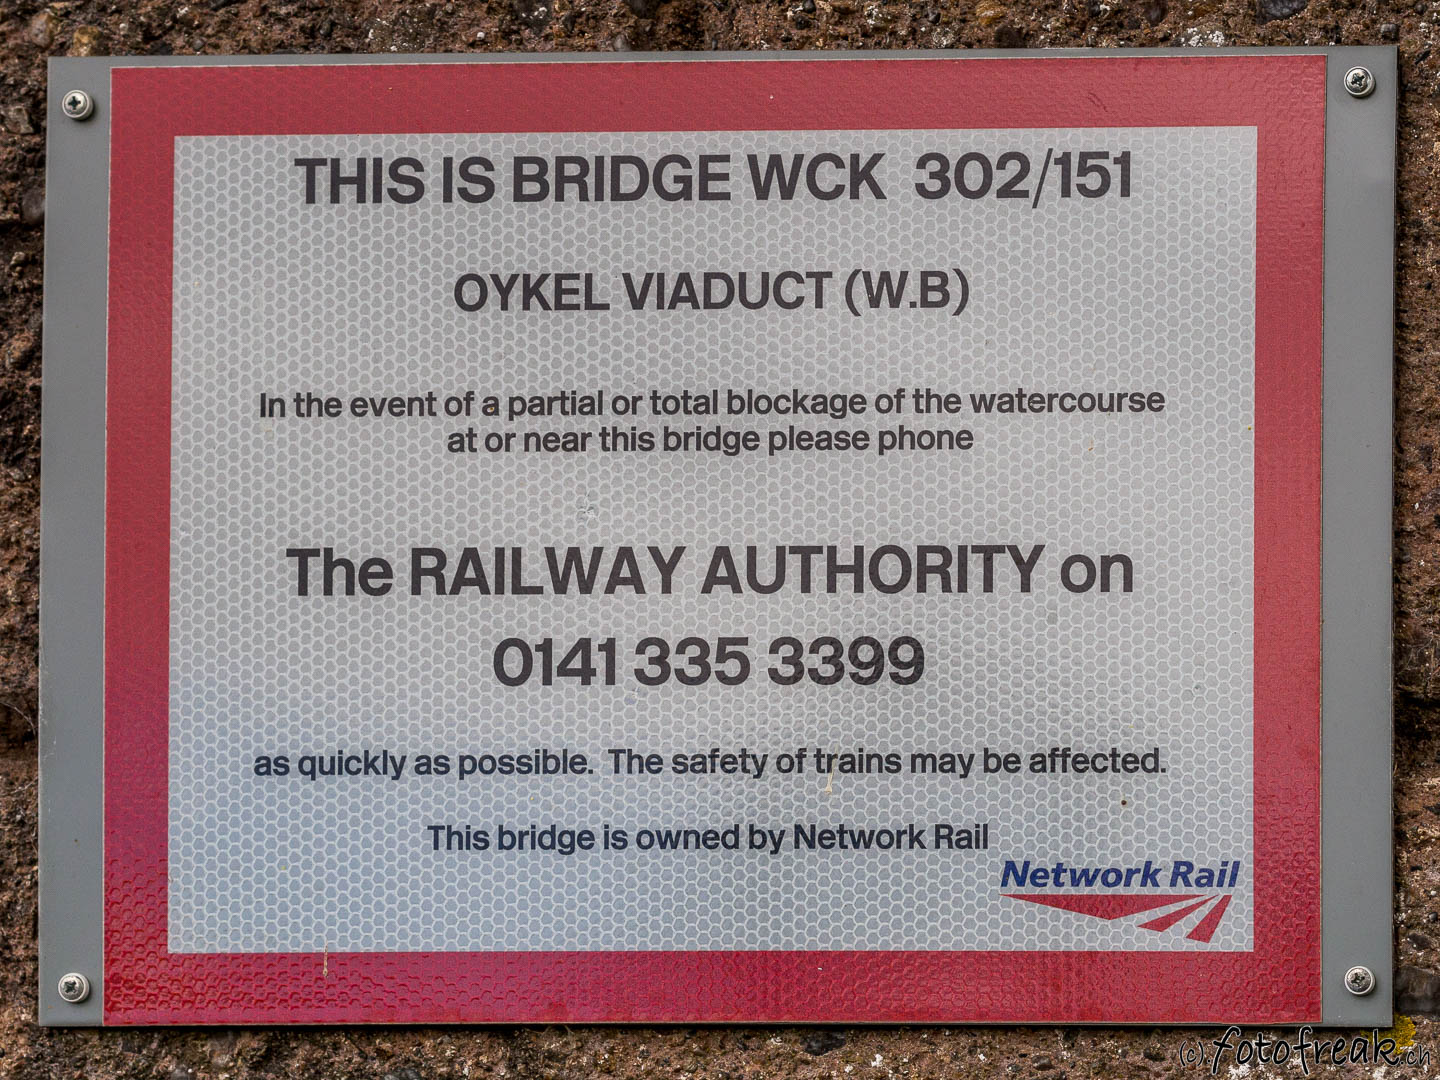 THIS IS BRIDGE WCK 302/151
OYKEL VIADUCT (W.B)
In the event of a partial or total blockage of the watercourse
at or near this bridge please phone
The RAILWAY AUTHORITY on
0141 335 3399
as quickly as possible. The safety of trains may be affected.
This bridge is owned by Network Rail
Network Rail
(c) fotofreak.ch